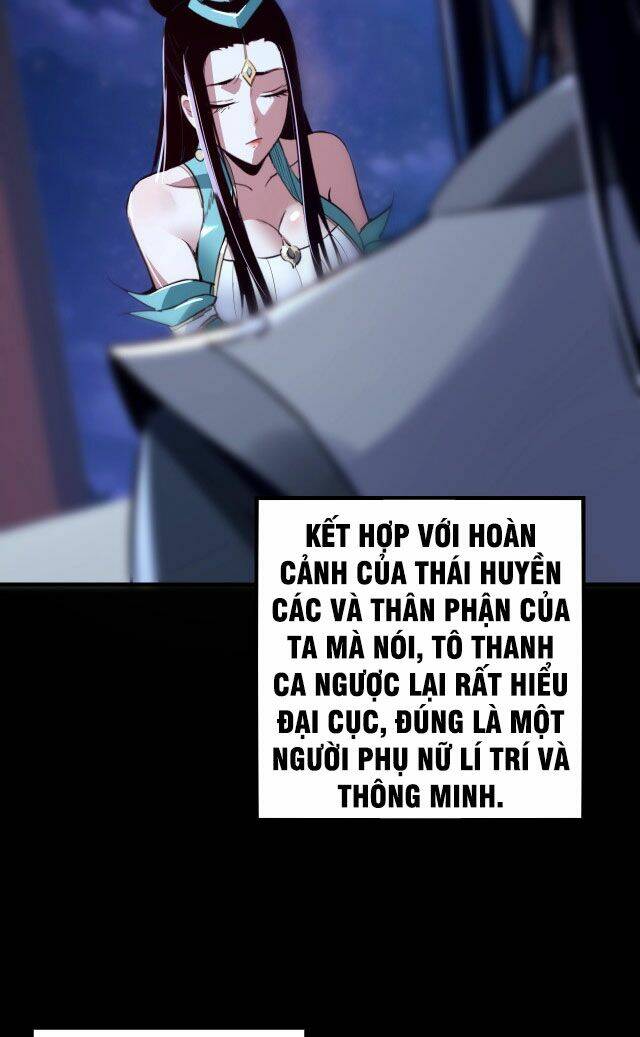 KẾT HỢP VỚI HOÀN
CẢNH CỦA THÁI HUYỀN
CÁC VÀ THÂN PHẬN CỦA
TA MÀ NÓI, TÔ THANH
CA NGƯỢC LẠI RẤT HIỂU
ĐẠI CỤC, ĐÚNG LÀ MỘT
NGƯỜI PHỤ NỮ LÍ TRÍ VÀ
THÔNG MINH.